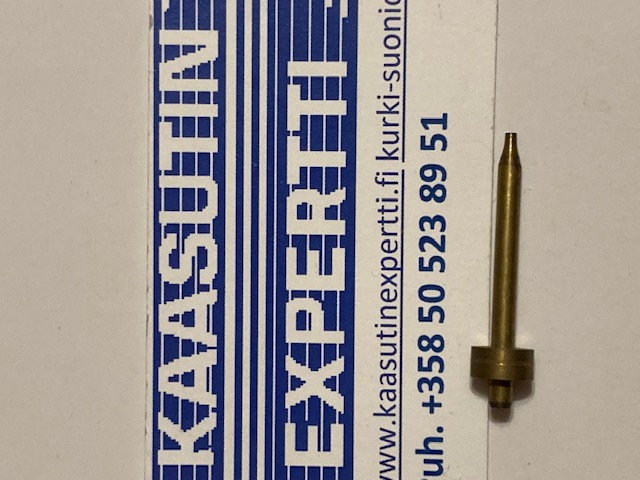 KAASUTIN
EXPERTTI
www.kaasutinexpertti.fi kurki-suonio
Puh. +358 50 523 89 51